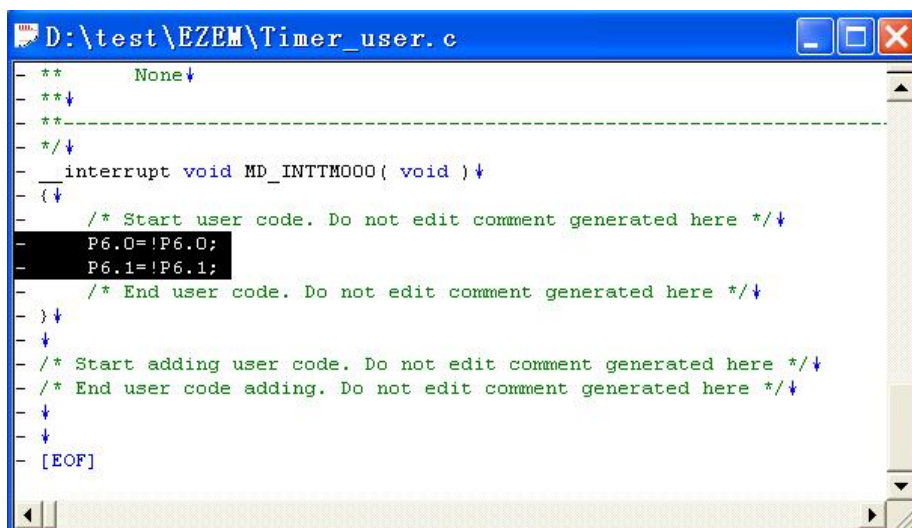 D:\test\EZEM\Timer_user.c
- **      None↓
- **↓
- **-----------------------------------------------------------------------------
- */↓
- __interrupt void MD_INTTM000( void )↓
- {↓
-     /* Start user code. Do not edit comment generated here */↓
-     P6.0=!P6.0;
-     P6.1=!P6.1;
-     /* End user code. Do not edit comment generated here */↓
- }↓
- ↓
- /* Start adding user code. Do not edit comment generated here */↓
- /* End user code adding. Do not edit comment generated here */↓
- ↓
- ↓
- [EOF]